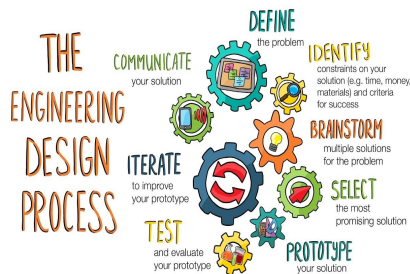 THE
ENGINEERING
DESIGN
PROCESS
DEFINE
the problem
IDENTIFY
constraints on your
solution (e.g. time, money,
materials) and criteria
for success
BRAINSTORM
multiple solutions
for the problem
SELECT
the most
promising solution
PROTOTYPE
your solution
TEST
and evaluate
your prototype
ITERATE
to improve
your prototype
COMMUNICATE
your solution